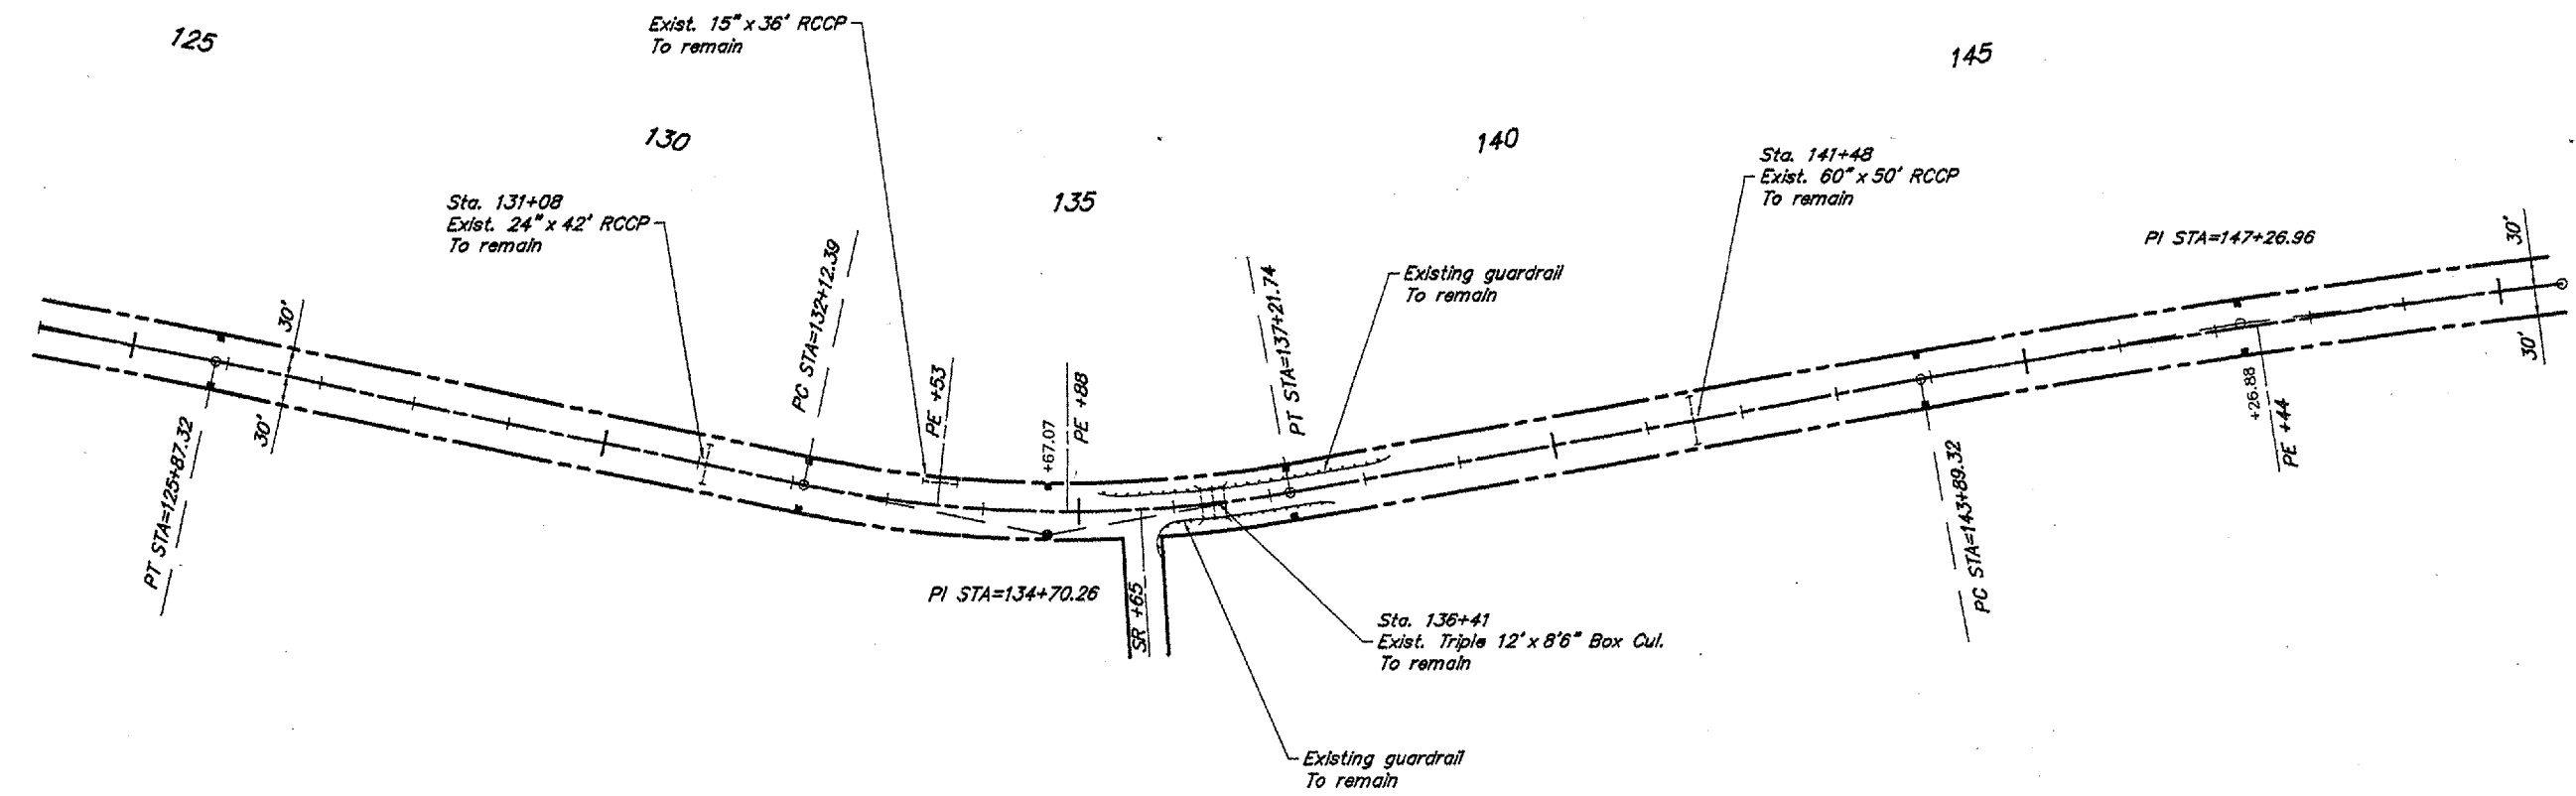 Exist. 15" x 36' RCCP
To remain
125
145
130
140
135
Sta. 141+48
Exist. 60" x 50' RCCP
To remain
Sta. 131+08
Exist. 24" x 42' RCCP
To remain
PI STA=147+26.96
30'
30'
PC STA=132+12.39
PT STA=137+21.74
Existing guardrail
To remain
30'
30'
PE +53
+67.07
PE +88
+26.88
PE +44
PT STA=125+87.32
PC STA=143+89.32
PI STA=134+70.26
SR +65
Sta. 136+41
Exist. Triple 12' x 8'6" Box Cul.
To remain
Existing guardrail
To remain